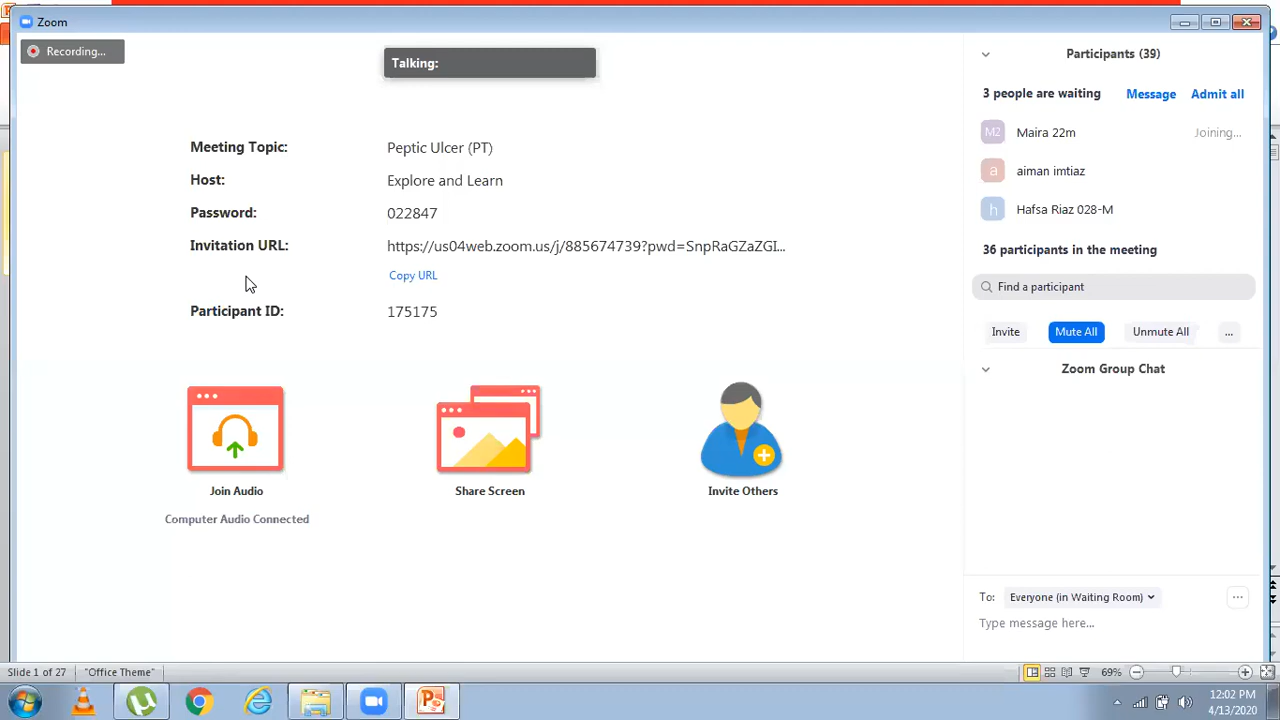 Zoom
Recording...
Talking:
Meeting Topic: Peptic Ulcer (PT)
Host: Explore and Learn
Password: 022847
Invitation URL: https://us04web.zoom.us/j/885674739?pwd=SnpRaGZaZGI...
Copy URL
Participant ID: 175175
Join Audio
Computer Audio Connected
Share Screen
Invite Others
Participants (39)
3 people are waiting Message Admit all
M2 Maira 22m Joining...
a aiman imtiaz
h Hafsa Riaz 028-M
36 participants in the meeting
Find a participant
Invite Mute All Unmute All ...
Zoom Group Chat
To: Everyone (in Waiting Room) ...
Type message here...
Slide 1 of 27 "Office Theme" 69%
12:02 PM
4/13/2020